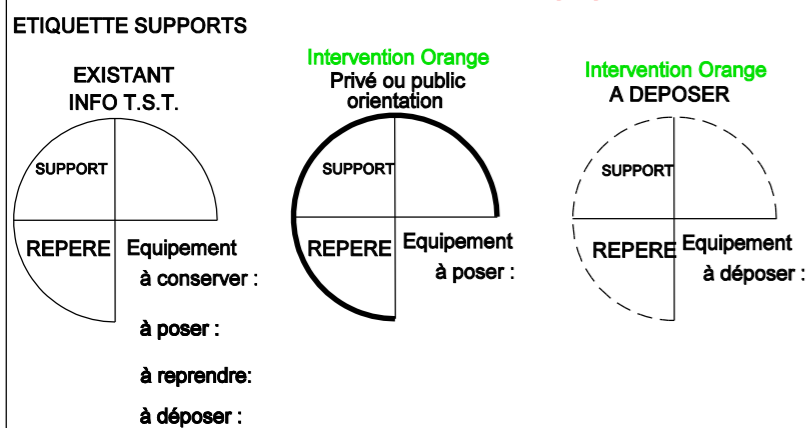 ETIQUETTE SUPPORTS
EXISTANT
INFO T.S.T.
SUPPORT
REPERE
Equipement
à conserver :
à poser :
à reprendre:
à déposer :
Intervention Orange
Privé ou public
orientation
SUPPORT
REPERE
Equipement
à poser :
Intervention Orange
A DEPOSER
SUPPORT
REPERE
Equipement
à déposer :